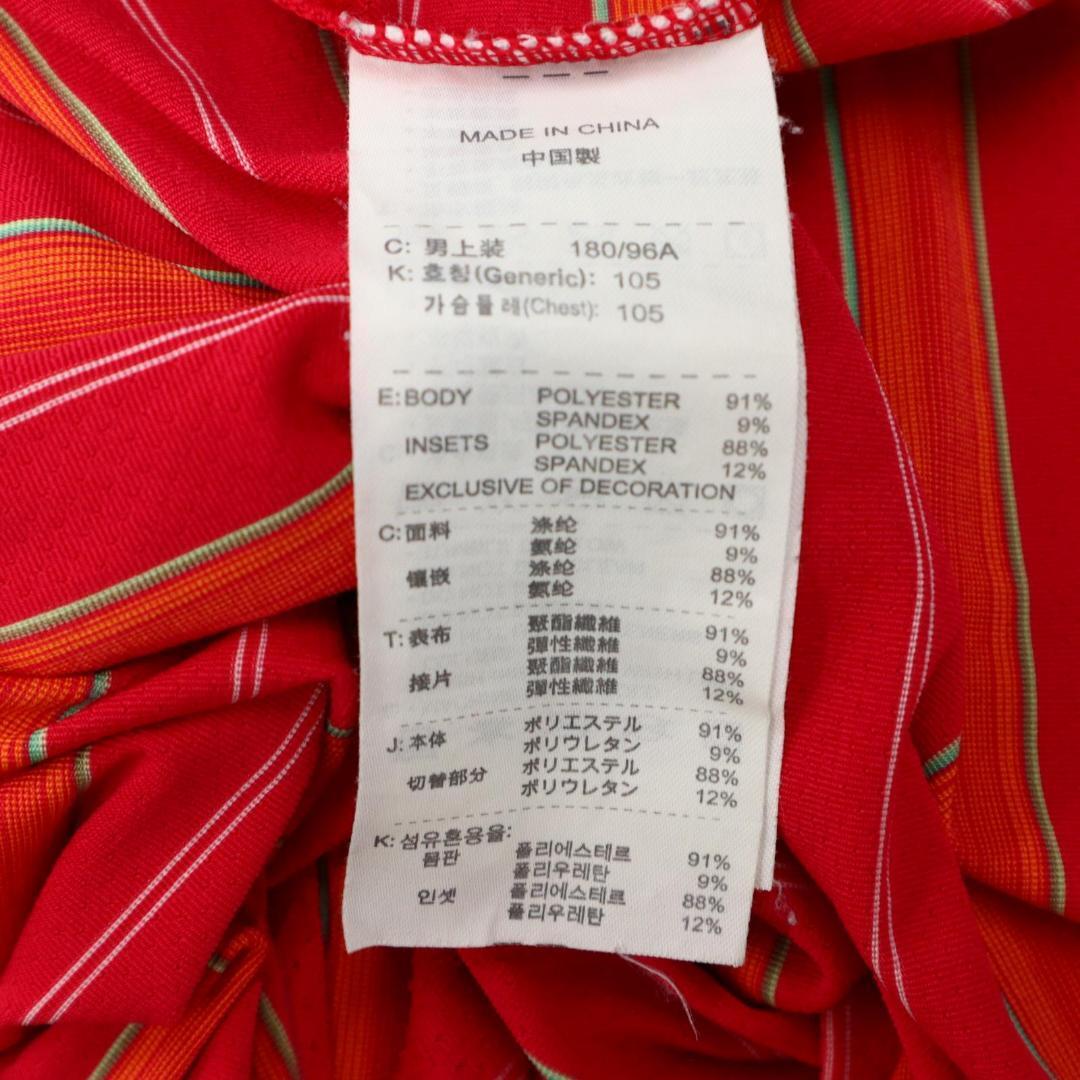 MADE IN CHINA
中国製
C: 男上装 180/96A
K: 호칭(Generic): 105
가슴둘레(Chest): 105
E:BODY POLYESTER 91%
SPANDEX 9%
INSETS POLYESTER 88%
SPANDEX 12%
EXCLUSIVE OF DECORATION
C:面料 涤纶 91%
氨纶 9%
镶嵌 涤纶 88%
氨纶 12%
T:表布 聚酯纖維 91%
彈性纖維 9%
接片 聚酯纖維 88%
彈性纖維 12%
J:本体 ポリエステル 91%
ポリウレタン 9%
切替部分 ポリエステル 88%
ポリウレタン 12%
K:섬유혼용율:
몸판 폴리에스테르 91%
폴리우레탄 9%
인셋 폴리에스테르 88%
폴리우레탄 12%